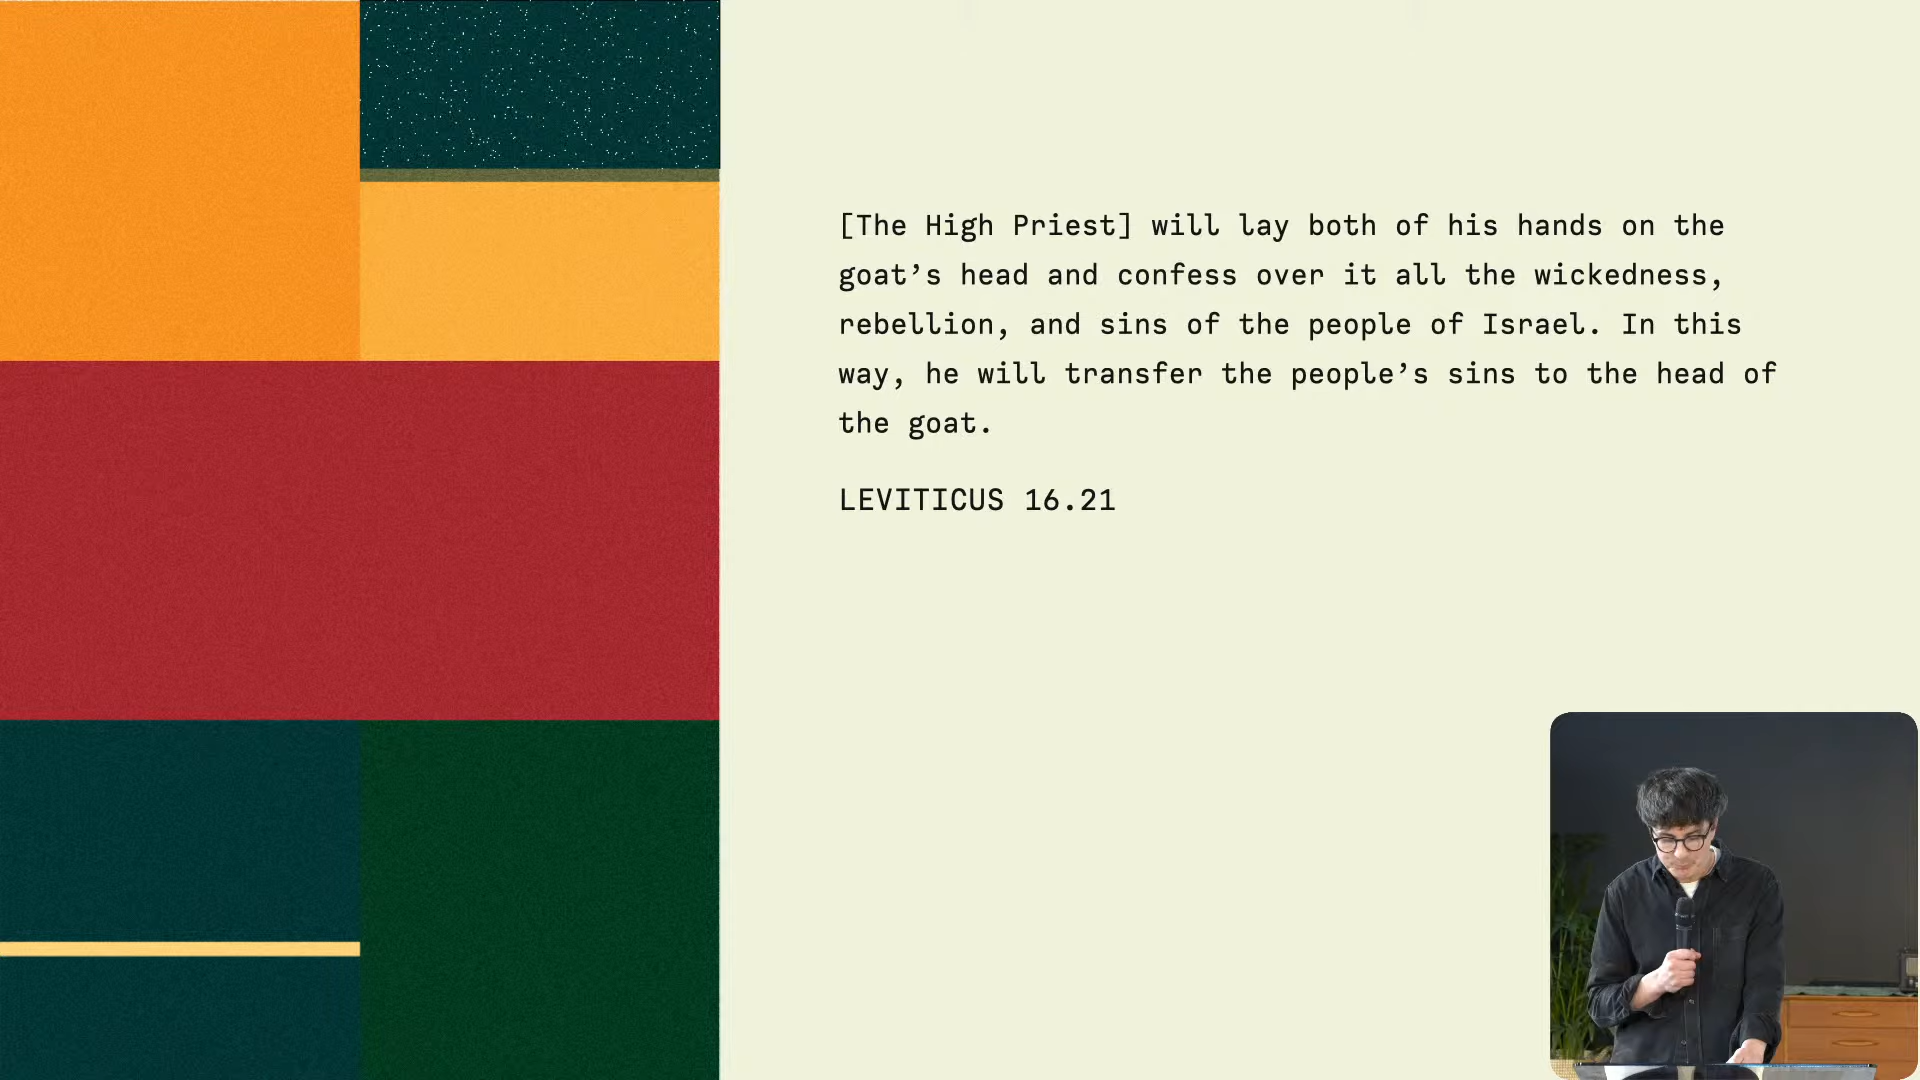 [The High Priest] will lay both of his hands on the
goat’s head and confess over it all the wickedness,
rebellion, and sins of the people of Israel. In this
way, he will transfer the people’s sins to the head of
the goat.
LEVITICUS 16.21